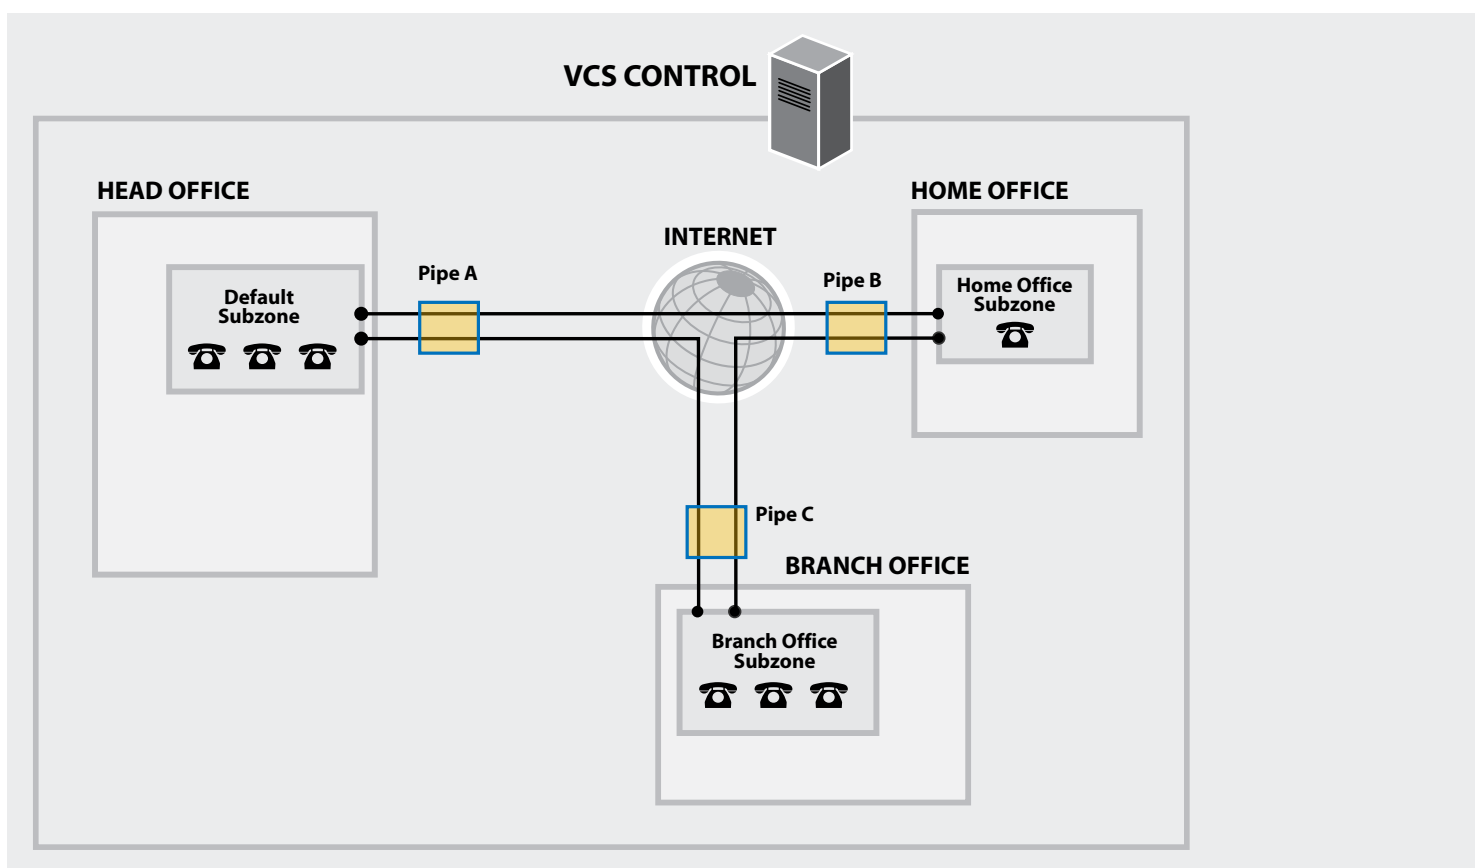 VCS CONTROL
HEAD OFFICE
HOME OFFICE
INTERNET
Pipe A
Pipe B
Default
Subzone
Home Office
Subzone
Pipe C
BRANCH OFFICE
Branch Office
Subzone